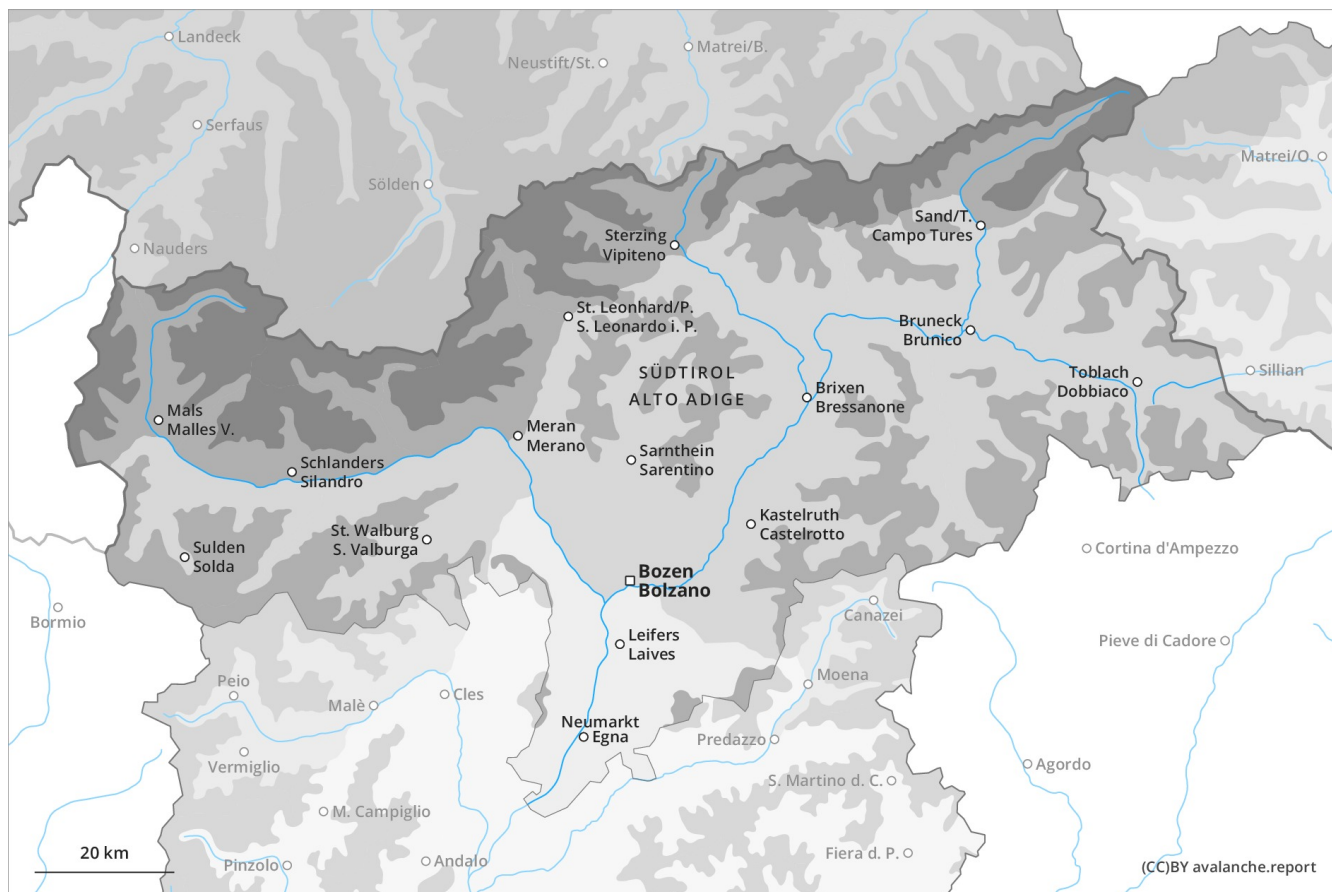 Landeck
Matrei/B.
Neustift/St.
Serfaus
Matrei/O.
Sölden
Sand/T.
Campo Tures
Sterzing
Vipiteno
Nauders
St. Leonhard/P.
S. Leonardo i. P.
Bruneck
Brunico
SÜDTIROL
ALTO ADIGE
Toblach
Dobbiaco
Sillian
Brixen
Bressanone
Mals
Malles V.
Meran
Merano
Sarnthein
Sarentino
Schlanders
Silandro
Kastelruth
Castelrotto
St. Walburg
S. Valburga
Sulden
Solda
Cortina d'Ampezzo
Bozen
Bolzano
Bormio
Canazei
Leifers
Laives
Pieve di Cadore
Peio
Moena
Malè
Cles
Neumarkt
Egna
Predazzo
Vermiglio
Agordo
S. Martino d. C.
M. Campiglio
20 km
Pinzolo
Andalo
Fiera d. P.
(CC)BY avalanche.report